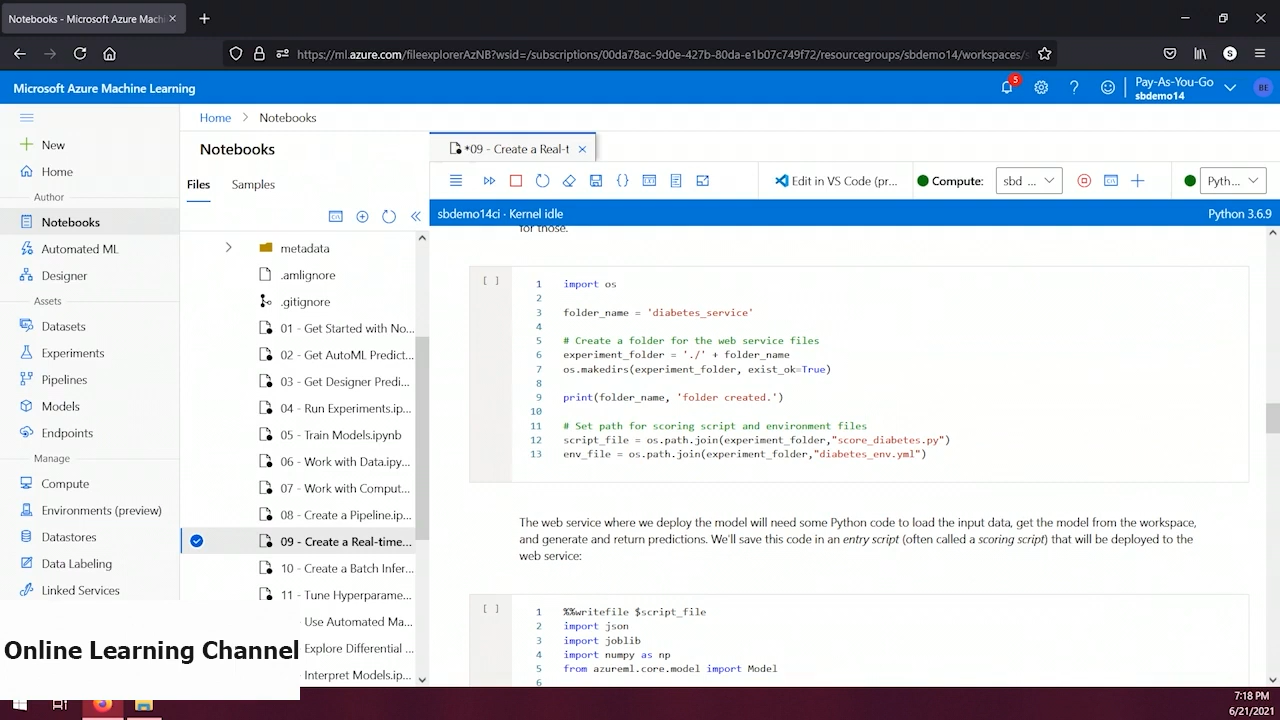 Notebooks - Microsoft Azure Machi
https://ml.azure.com/fileexplorerAzNB?wsid=/subscriptions/00da78ac-9d0e-427b-80da-e1b07c749f72/resourcegroups/sbdemo14/workspaces/s
Microsoft Azure Machine Learning
5
Pay-As-You-Go
sbdemo14
BE
New
Home
Author
Notebooks
Automated ML
Designer
Assets
Datasets
Experiments
Pipelines
Models
Endpoints
Manage
Compute
Environments (preview)
Datastores
Data Labeling
Linked Services
Home > Notebooks
Notebooks
Files Samples
metadata
.amlignore
.gitignore
01 - Get Started with No...
02 - Get AutoML Predict...
03 - Get Designer Predi...
04 - Run Experiments.ip...
05 - Train Models.ipynb
06 - Work with Data.ipy...
07 - Work with Comput...
08 - Create a Pipeline.ip...
09 - Create a Real-time...
10 - Create a Batch Infer...
11 - Tune Hyperparame...
Use Automated Ma...
Explore Differential ...
Interpret Models.ip...
*09 - Create a Real-t
Edit in VS Code (pr... Compute: sbd ... Pyth...
sbdemo14ci · Kernel idle Python 3.6.9
for those.
[ ]
1 import os
2
3 folder_name = 'diabetes_service'
4
5 # Create a folder for the web service files
6 experiment_folder = './' + folder_name
7 os.makedirs(experiment_folder, exist_ok=True)
8
9 print(folder_name, 'folder created.')
10
11 # Set path for scoring script and environment files
12 script_file = os.path.join(experiment_folder,"score_diabetes.py")
13 env_file = os.path.join(experiment_folder,"diabetes_env.yml")
The web service where we deploy the model will need some Python code to load the input data, get the model from the workspace,
and generate and return predictions. We'll save this code in an entry script (often called a scoring script) that will be deployed to the
web service:
[ ]
1 %%writefile $script_file
2 import json
3 import joblib
4 import numpy as np
5 from azureml.core.model import Model
6
Online Learning Channel
7:18 PM
6/21/2021